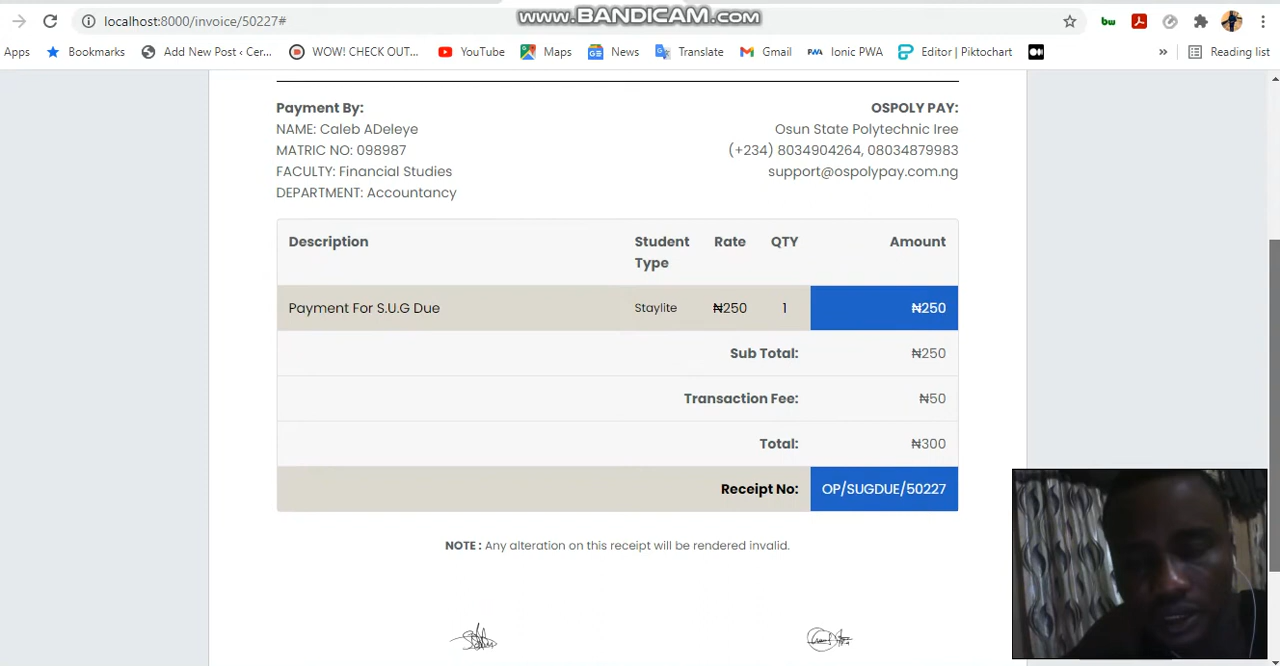 www.BANDICAM.com
localhost:8000/invoice/50227#
bw
Apps Bookmarks Add New Post ‹ Cer... WOW! CHECK OUT... YouTube Maps News Translate Gmail PWA Ionic PWA Editor | Piktochart » Reading list
Payment By:
NAME: Caleb ADeleye
MATRIC NO: 098987
FACULTY: Financial Studies
DEPARTMENT: Accountancy
OSPOLY PAY:
Osun State Polytechnic Iree
(+234) 8034904264, 08034879983
support@ospolypay.com.ng
Description Student Type Rate QTY Amount
Payment For S.U.G Due Staylite ₦250 1 ₦250
Sub Total: ₦250
Transaction Fee: ₦50
Total: ₦300
Receipt No: OP/SUGDUE/50227
NOTE : Any alteration on this receipt will be rendered invalid.